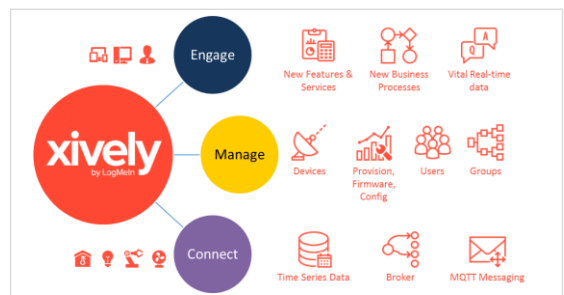 Engage
A
Q
New Features &
Services
New Business
Processes
Vital Real-time
data
xively
by LogMeIn
Manage
Devices
Provision,
Firmware,
Config
Users
Groups
Connect
8
Time Series Data
Broker
MQTT Messaging